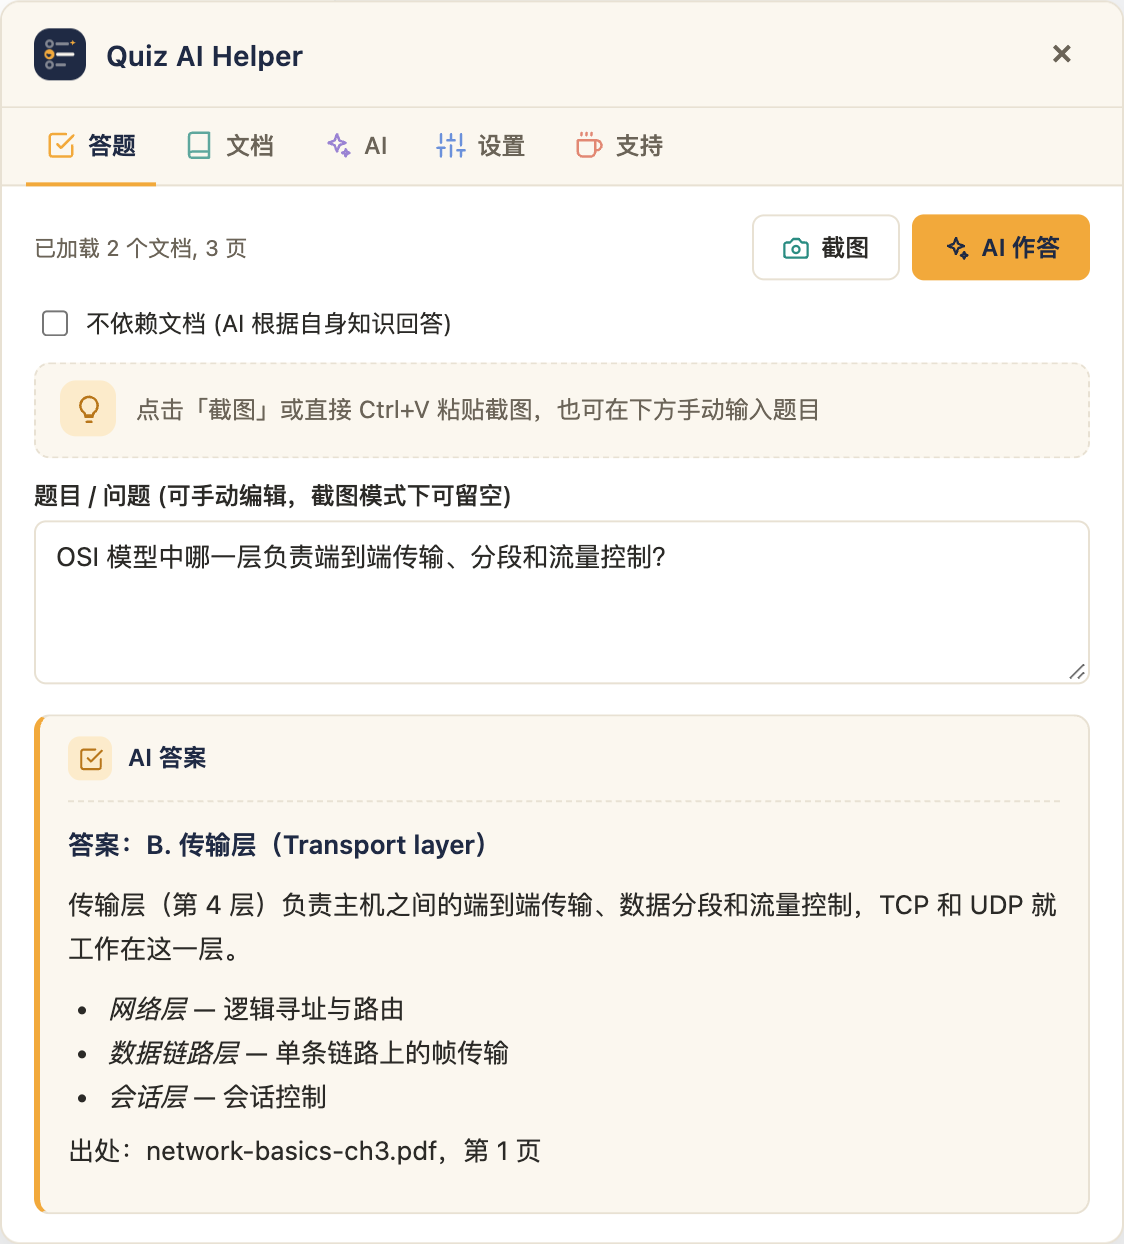 Quiz AI Helper
答题 文档 AI 设置 支持
已加载 2 个文档, 3 页 截图 AI 作答
不依赖文档 (AI 根据自身知识回答)
点击「截图」或直接 Ctrl+V 粘贴截图，也可在下方手动输入题目
题目 / 问题 (可手动编辑，截图模式下可留空)
OSI 模型中哪一层负责端到端传输、分段和流量控制?
AI 答案
答案：B. 传输层（Transport layer）
传输层（第 4 层）负责主机之间的端到端传输、数据分段和流量控制，TCP 和 UDP 就
工作在这一层。
• 网络层 — 逻辑寻址与路由
• 数据链路层 — 单条链路上的帧传输
• 会话层 — 会话控制
出处：network-basics-ch3.pdf，第 1 页